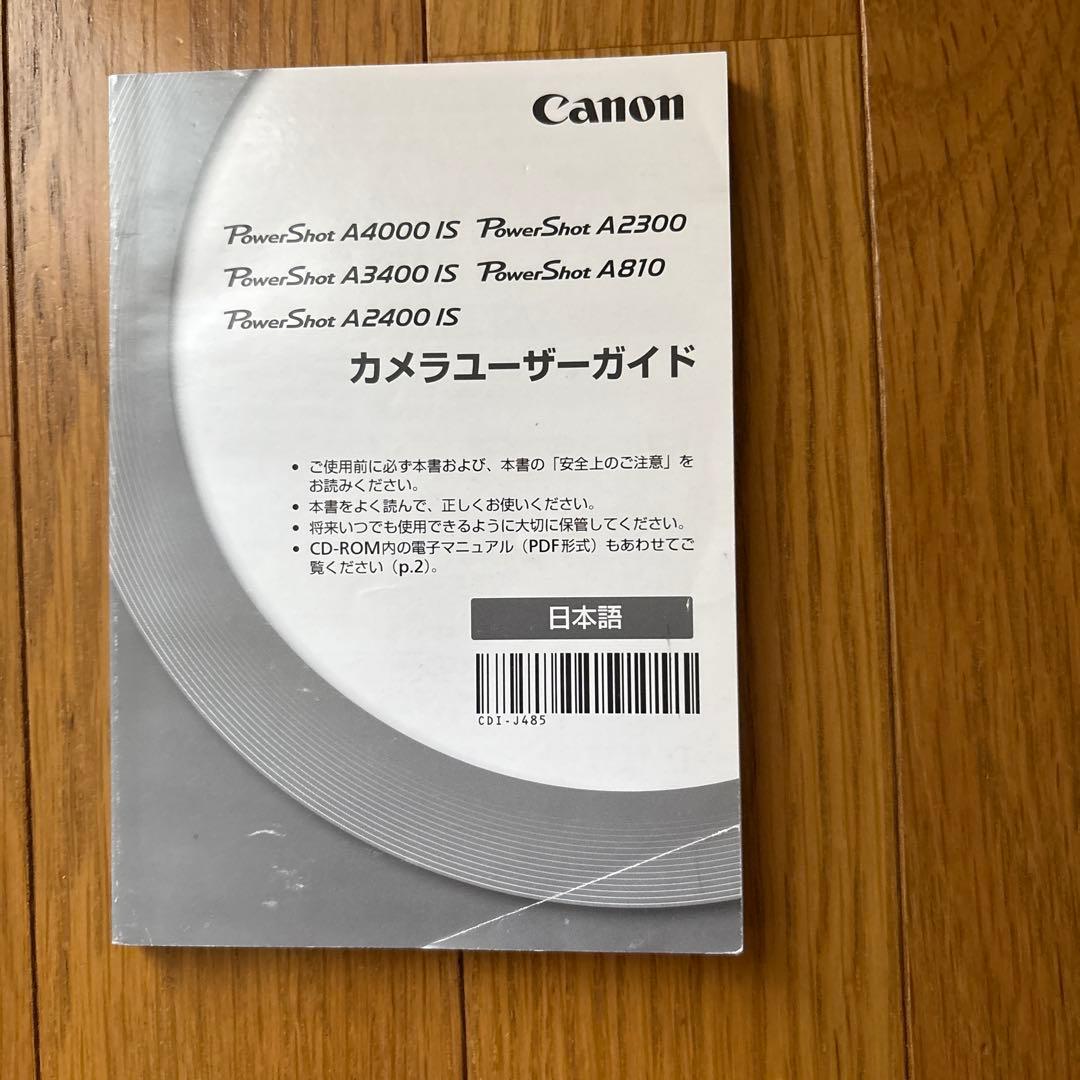 Canon
PowerShot A4000 IS PowerShot A2300
PowerShot A3400 IS PowerShot A810
PowerShot A2400 IS
カメラユーザーガイド
• ご使用前に必ず本書および、本書の「安全上のご注意」を
お読みください。
• 本書をよく読んで、正しくお使いください。
• 将来いつでも使用できるように大切に保管してください。
• CD-ROM内の電子マニュアル（PDF形式）もあわせてご
覧ください（p.2）。
日本語
CDI-J485